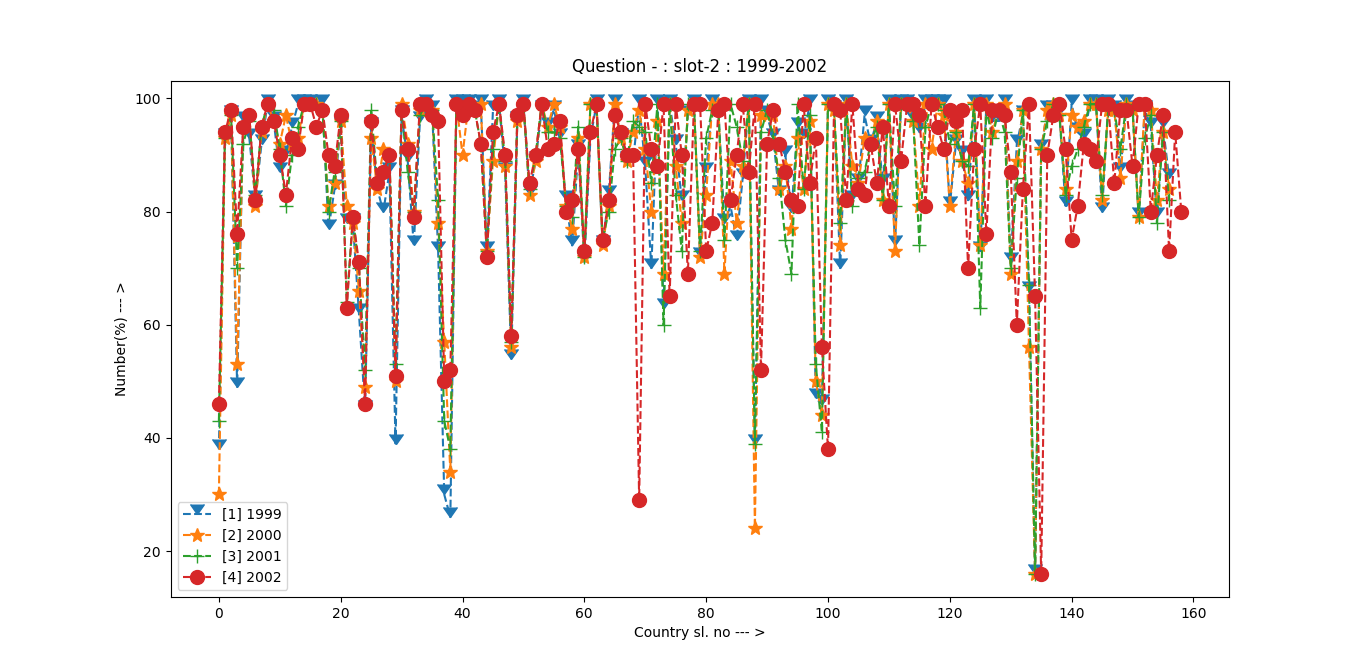 Question - : slot-2 : 1999-2002
Number(%) --- >
100
80
60
40
20
[1] 1999
[2] 2000
[3] 2001
[4] 2002
0 20 40 60 80 100 120 140 160
Country sl. no --- >